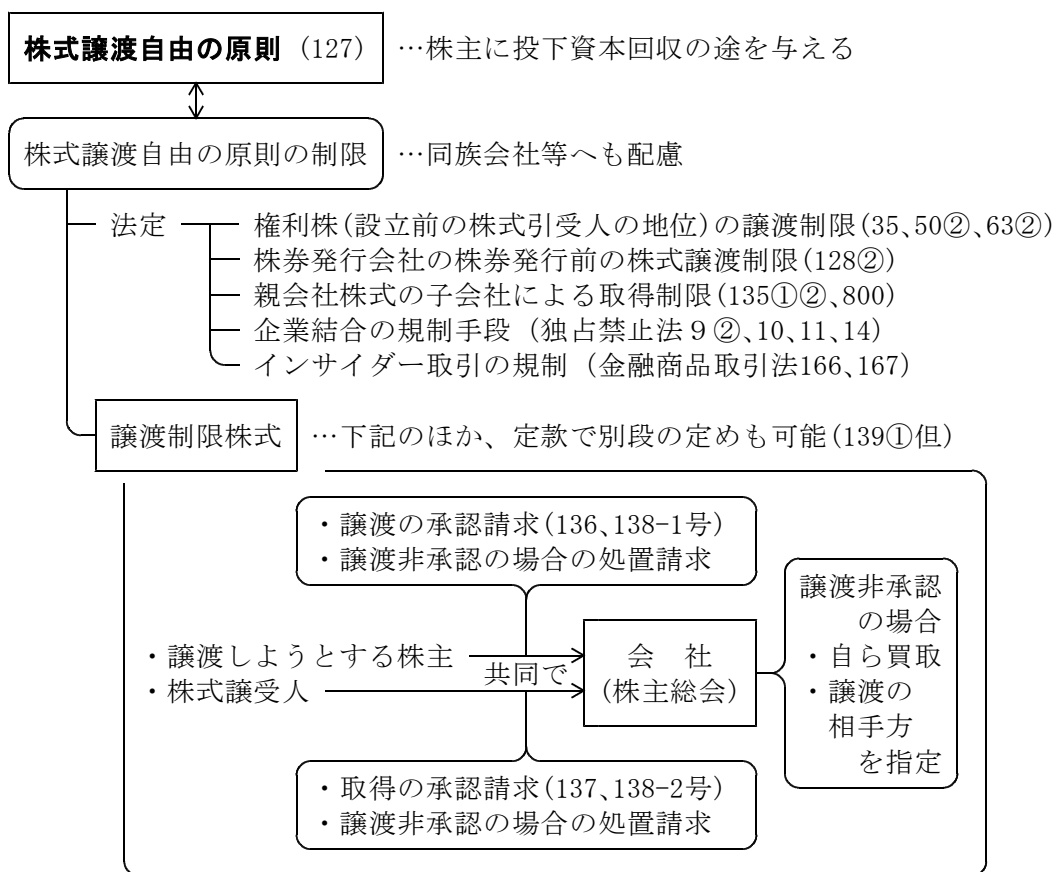 株式譲渡自由の原則 (127) …株主に投下資本回収の途を与える
株式譲渡自由の原則の制限 …同族会社等へも配慮
法定
権利株(設立前の株式引受人の地位)の譲渡制限(35、50②、63②)
株券発行会社の株券発行前の株式譲渡制限(128②)
親会社株式の子会社による取得制限(135①②、800)
企業結合の規制手段 (独占禁止法9②、10、11、14)
インサイダー取引の規制 (金融商品取引法166、167)
譲渡制限株式 …下記のほか、定款で別段の定めも可能(139①但)
・譲渡の承認請求(136、138-1号)
・譲渡非承認の場合の処置請求
・譲渡しようとする株主
・株式譲受人
共同で
会 社
(株主総会)
譲渡非承認
の場合
・自ら買取
・譲渡の
相手方
を指定
・取得の承認請求(137、138-2号)
・譲渡非承認の場合の処置請求